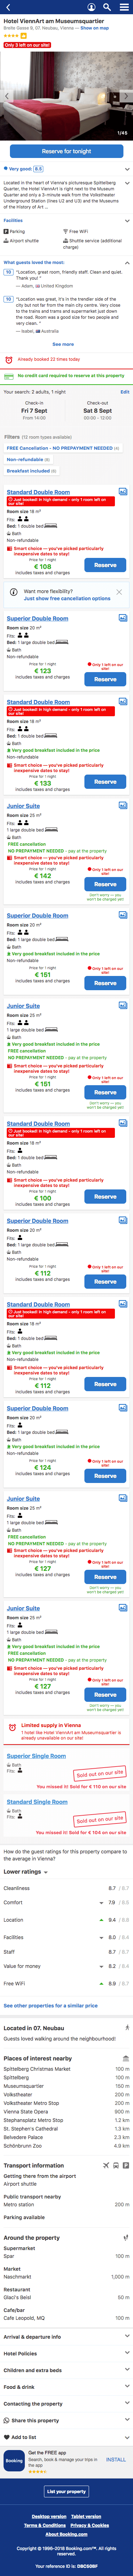 Hotel ViennArt am Museumsquartier
Breite Gasse 9, 07. Neubau, Vienna – Show on map
Only 3 left on our site!
1/45
Reserve for tonight
Very good: 8.5
Located in the heart of Vienna's picturesque Spittelberg
Quarter, the Hotel ViennArt am Museumsquartier is only
Underground Station (lines U2 and U3) and the Museum
of the History of Art ...
Facilities
Parking
Free WiFi
Airport shuttle
Shuttle service (additional
charge)
What guests loved the most:
10
"Location, great room, friendly staff. Clean and quiet.
Thank you!"
— Adam, United Kingdom
10
"Location was great, it's in the trendier side of the
city but not far from the city centre. Very close
to the metro and trams and supermarket just down
the road. Room was a good sized too for our
very very short stay in Vienna.
"
— Isabel, Australia
See more
Already booked 22 times today
No credit card required to reserve at this property
Your search: 2 adults, 1 night
Edit
Check-in
Fri 7 Sept
From 14:00
Check-out
Sat 8 Sept
00:00 - 12:00
Filters (12 room types available)
FREE Cancellation - NO PREPAYMENT NEEDED (4)
Non-refundable (8)
Breakfast included (6)
Standard Double Room
Just booked! In high demand - only 1 room left on our
site!
Room size 18 m²
Fits:
Bed: 1 double bed
Bath
Non-refundable
Smart choice — you've picked particularly
inexpensive dates to stay!
Price for 1 night
€ 108
includes taxes and charges
Reserve
Want more flexibility?
Just show free cancellation options
Superior Double Room
Room size 20 m²
Fits:
Bed: 1 large double bed
Bath
Non-refundable
Price for 1 night
€ 123
includes taxes and charges
Only 1 left on our
site!
Reserve
Standard Double Room
Just booked! In high demand - only 1 room left on our
site!
Room size 18 m²
Fits:
Bed: 1 double bed
Bath
Very good breakfast included in the price
Non-refundable
Smart choice — you've picked particularly
inexpensive dates to stay!
Price for 1 night
€ 133
includes taxes and charges
Reserve
Junior Suite
Room size 25 m²
Fits:
1 large double bed
Bath
FREE cancellation
NO PREPAYMENT NEEDED - pay at the property
Smart choice — you've picked particularly
inexpensive dates to stay!
Price for 1 night
€ 142
includes taxes and charges
Only 1 left on our
site!
Reserve
Don't worry — you
won't be charged yet!
Superior Double Room
Room size 20 m²
Fits:
Bed: 1 large double bed
Bath
Very good breakfast included in the price
Non-refundable
Price for 1 night
€ 151
includes taxes and charges
Only 1 left on our
site!
Reserve
Junior Suite
Room size 25 m²
Fits:
1 large double bed
Bath
Very good breakfast included in the price
FREE cancellation
NO PREPAYMENT NEEDED - pay at the property
Price for 1 night
€ 151
includes taxes and charges
Only 1 left on our
site!
Reserve
Don't worry — you
won't be charged yet!
Standard Double Room
Just booked! In high demand - only 1 room left on our
site!
Room size 18 m²
Fits:
Bed: 1 double bed
Bath
Non-refundable
Smart choice — you've picked particularly
inexpensive dates to stay!
Price for 1 night
€ 100
includes taxes and charges
Reserve
Superior Double Room
Room size 20 m²
Fits:
Bed: 1 large double bed
Bath
Non-refundable
Price for 1 night
€ 112
includes taxes and charges
Only 1 left on our
site!
Reserve
Standard Double Room
Just booked! In high demand - only 1 room left on our
site!
Room size 18 m²
Fits:
Bed: 1 double bed
Bath
Very good breakfast included in the price
Non-refundable
Smart choice — you've picked particularly
inexpensive dates to stay!
Price for 1 night
€ 112
includes taxes and charges
Reserve
Superior Double Room
Room size 20 m²
Fits:
Bed: 1 large double bed
Bath
Very good breakfast included in the price
Non-refundable
Price for 1 night
€ 124
includes taxes and charges
Only 1 left on our
site!
Reserve
Junior Suite
Room size 25 m²
Fits:
1 large double bed
Bath
FREE cancellation
NO PREPAYMENT NEEDED - pay at the property
Smart choice — you've picked particularly
inexpensive dates to stay!
Price for 1 night
€ 127
includes taxes and charges
Only 1 left on our
site!
Reserve
Don't worry — you
won't be charged yet!
Junior Suite
Room size 25 m²
Fits:
1 large double bed
Bath
Very good breakfast included in the price
FREE cancellation
NO PREPAYMENT NEEDED - pay at the property
Smart choice — you've picked particularly
inexpensive dates to stay!
Price for 1 night
€ 127
includes taxes and charges
Only 1 left on our
site!
Reserve
Don't worry — you
won't be charged yet!
Limited supply in Vienna
1 hotel like Hotel ViennArt am Museumsquartier is
already unavailable on our site!
Superior Single Room
Bath
Fits:
Sold out on our site
You missed it! Sold for € 110 on our site
Standard Single Room
Bath
Fits:
Sold out on our site
You missed it! Sold for € 104 on our site
How do the guest ratings for this property compare to
the average in Vienna?
Lower ratings
Cleanliness 8.7 / 8.7
Comfort 7.9 / 8.6
Location 9.4 / 8.8
Facilities 8.0 / 8.4
Staff 8.7 / 8.7
Value for money 8.2 / 8.4
Free WiFi 8.9 / 8.7
See other properties for a similar price
Located in 07. Neubau
Guests loved walking around the neighbourhood!
Places of interest nearby
Spittelberg Christmas Market 100 m
Spittelberg 100 m
Museumsquartier 150 m
Volkstheater 200 m
Volkstheater Metro Stop 200 m
Vienna State Opera 900 m
Stephansplatz Metro Stop 1.2 km
St. Stephen's Cathedral 1.3 km
Belvedere Palace 2.3 km
Schönbrunn Zoo 4.9 km
Transport information
Getting there from the airport
Airport shuttle
Public transport nearby
Metro station 200 m
Parking available
Around the property
Supermarket
Spar 100 m
Market
Naschmarkt 1,000 m
Restaurant
Glaci's Beisl 50 m
Cafe/bar
Cafe Leopold, MQ 100 m
Arrival & departure info
Hotel Policies
Children and extra beds
Food & drink
Contacting the property
Share this property
Add to list
Booking
Get the FREE app
Search, book & manage your trips in
the app
INSTALL
List your property
Desktop version Tablet version
Terms & Conditions Privacy & Cookies
About Booking.com
Copyright © 1996–2018 Booking.com™. All rights
reserved.
Your reference ID is: DBC50BF